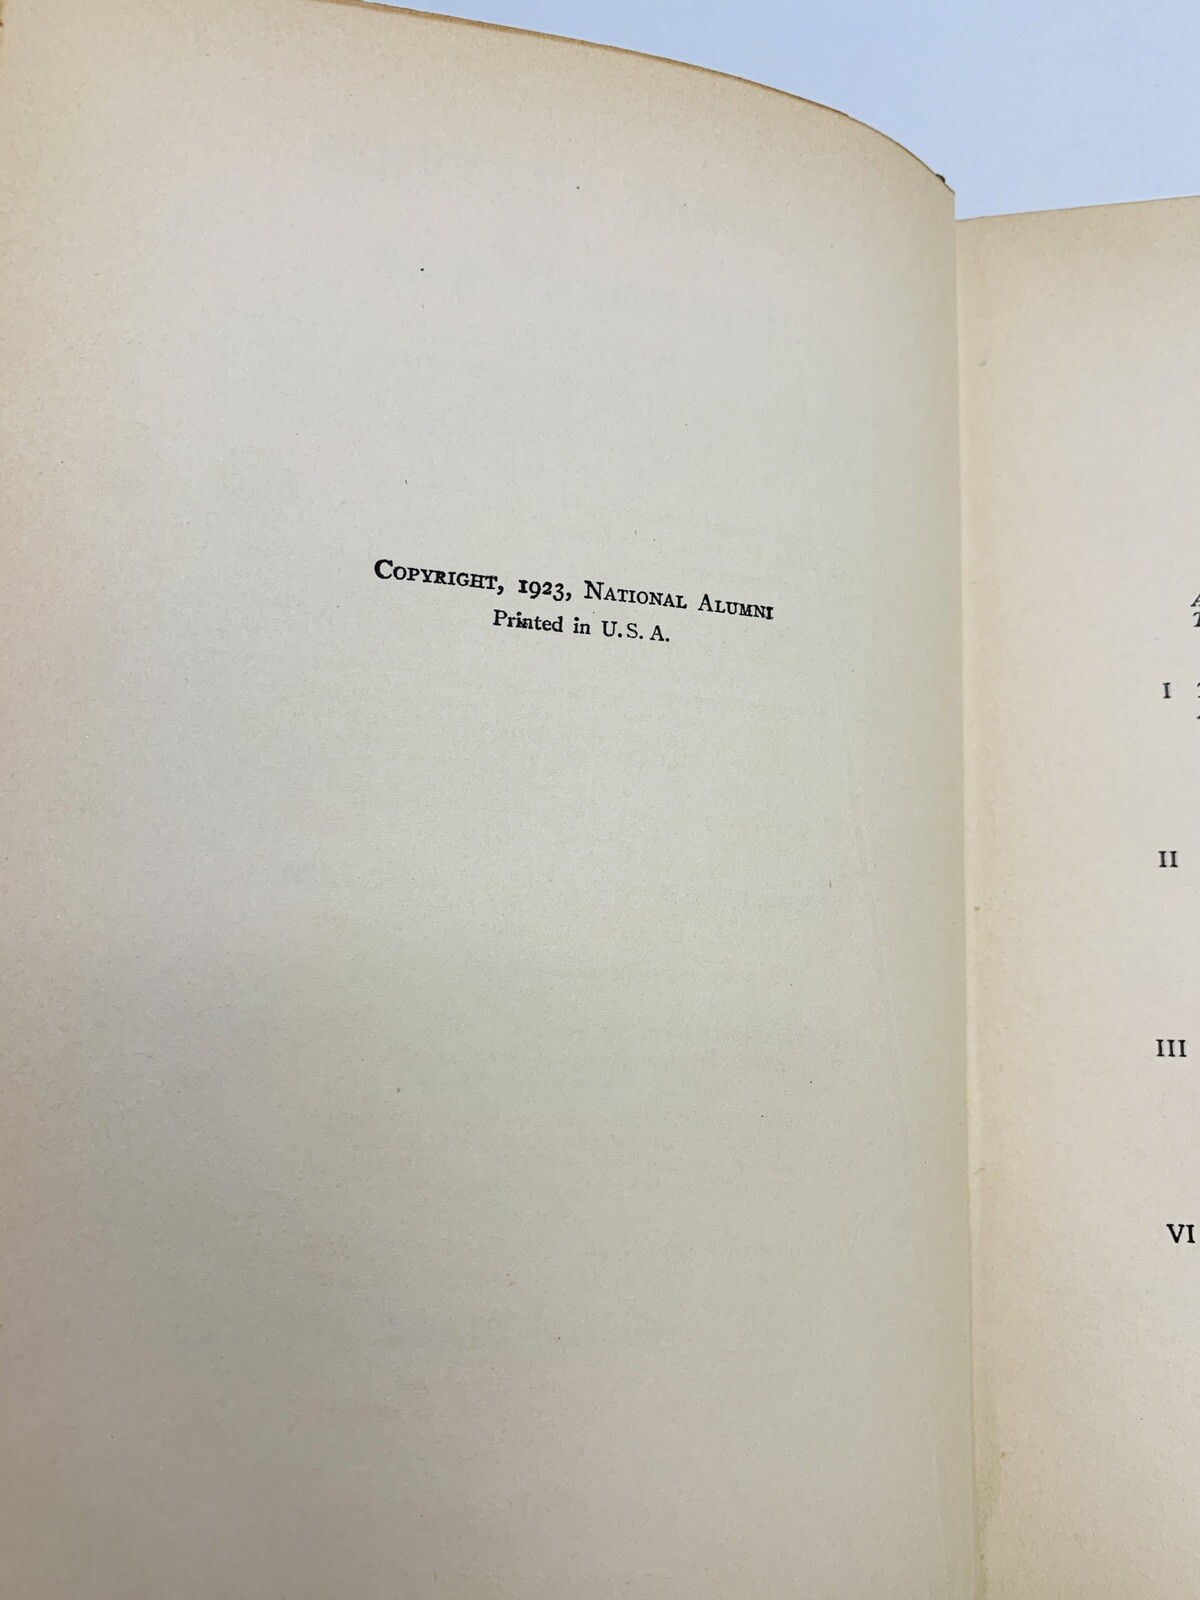 COPYRIGHT, 1923, NATIONAL ALUMNI
Printed in U. S. A.
I
II
III
VI